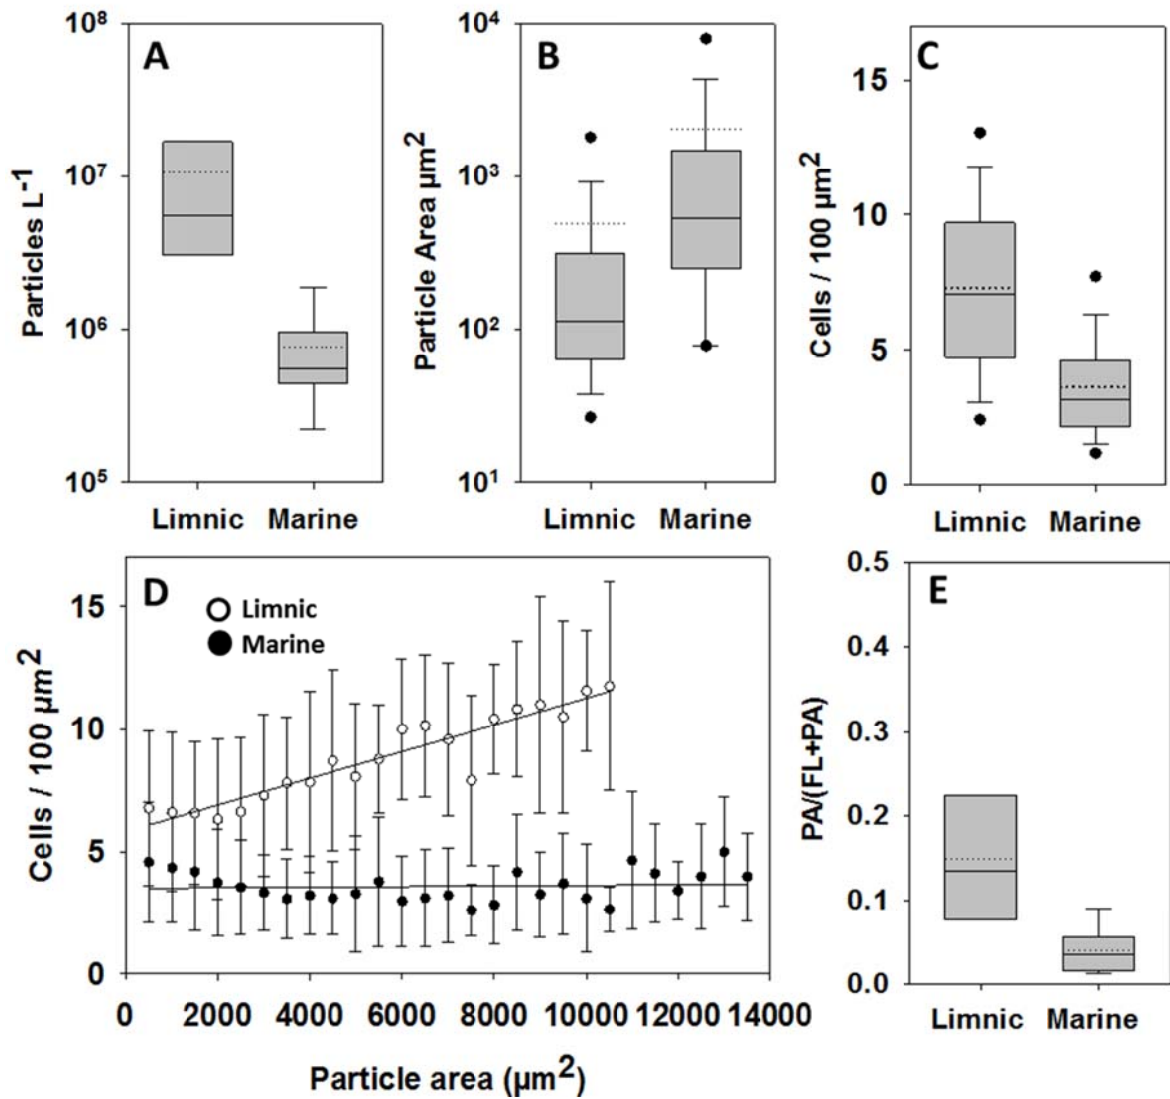 A
Particles L⁻¹
10⁸
10⁷
10⁶
10⁵
Limnic Marine
B
Particle Area µm²
10⁴
10³
10²
10¹
Limnic Marine
C
Cells / 100 µm²
15
10
5
0
Limnic Marine
D
Limnic
Marine
Cells / 100 µm²
15
10
5
0
0 2000 4000 6000 8000 10000 12000 14000
Particle area (µm²)
E
PA/(FL+PA)
0.5
0.4
0.3
0.2
0.1
0.0
Limnic Marine